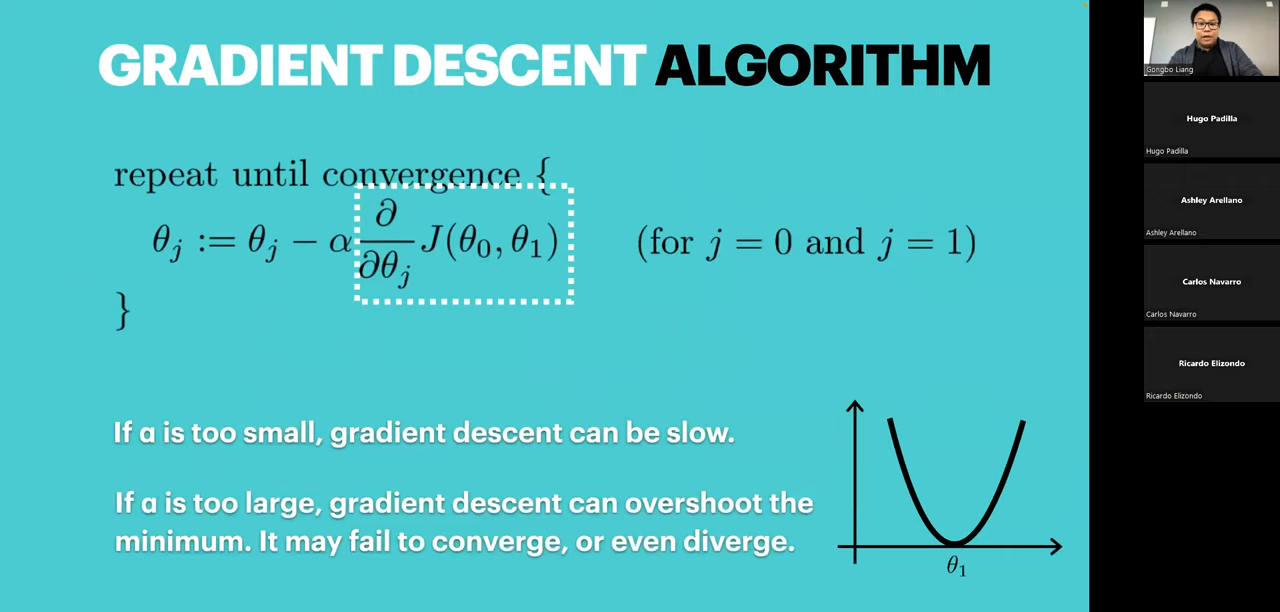 GRADIENT DESCENT ALGORITHM
repeat until convergence {
θj := θj − α ∂/∂θj J(θ0, θ1) (for j = 0 and j = 1)
}
If α is too small, gradient descent can be slow.
If α is too large, gradient descent can overshoot the
minimum. It may fail to converge, or even diverge.
θ1
Gongbo Liang
Hugo Padilla
Hugo Padilla
Ashley Arellano
Ashley Arellano
Carlos Navarro
Carlos Navarro
Ricardo Elizondo
Ricardo Elizondo